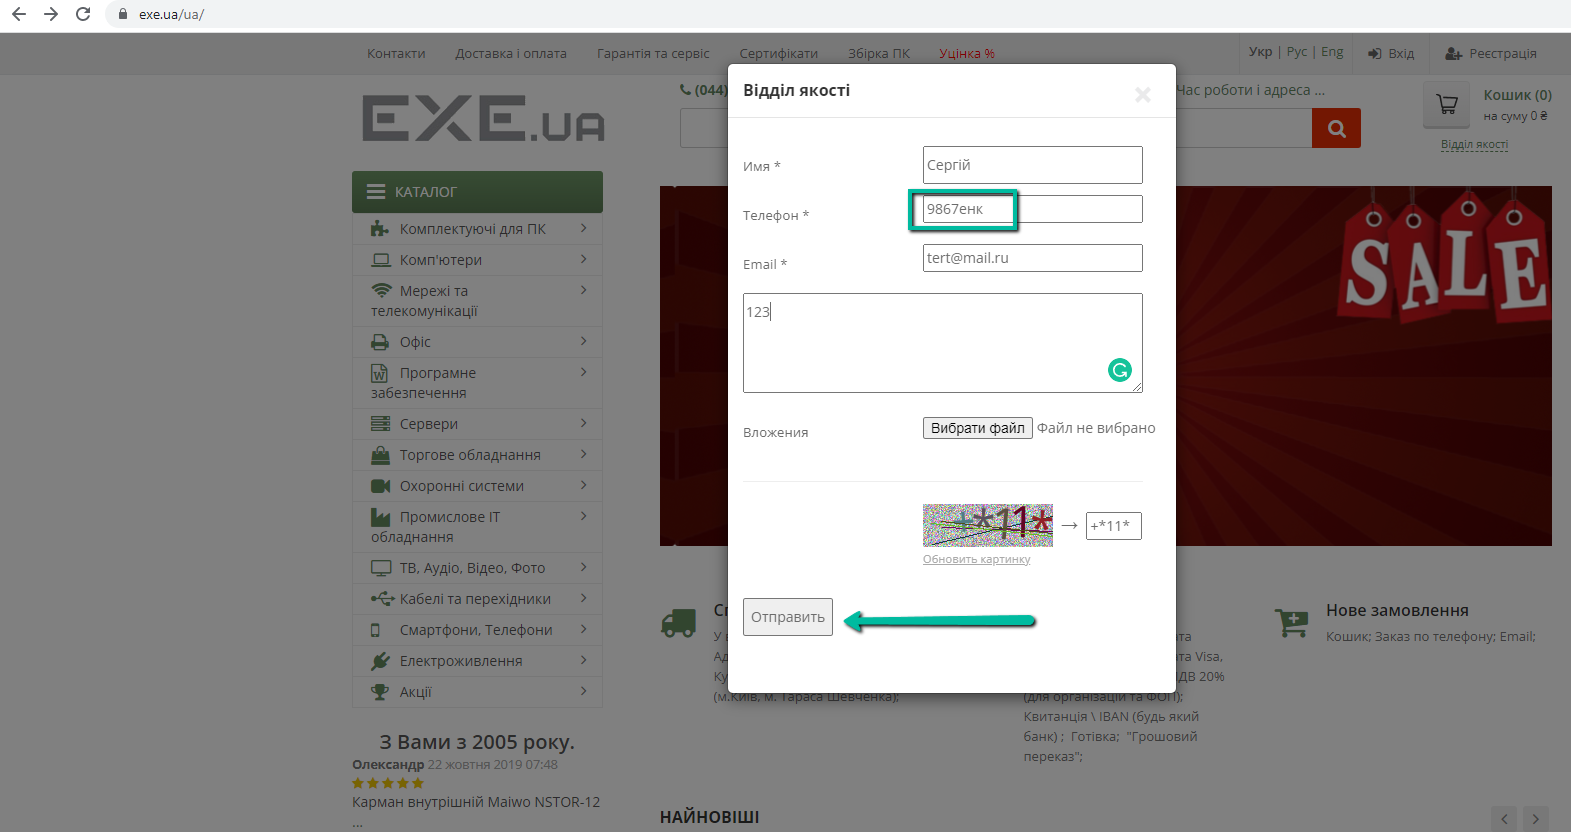 exe.ua/ua/
Контакти Доставка і оплата Гарантія та сервіс Сертифікати Збірка ПК Уцінка %
Укр | Рус | Eng Вхід Реєстрація
EXE.UA
(044)
Час роботи і адреса ...
Кошик (0)
на суму 0 ₴
Відділ якості
КАТАЛОГ
Комплектуючі для ПК
Комп'ютери
Мережі та
телекомунікації
Офіс
Програмне
забезпечення
Сервери
Торгове обладнання
Охоронні системи
Промислове IT
обладнання
ТВ, Аудіо, Відео, Фото
Кабелі та перехідники
Смартфони, Телефони
Електроживлення
Акції
З Вами з 2005 року.
Олександр 22 жовтня 2019 07:48
Карман внутрішній Maiwo NSTOR-12
...
Відділ якості
×
Имя * Сергій
Телефон * 9867енк
Email * tert@mail.ru
123
Вложения Вибрати файл Файл не вибрано
+*11* → +*11*
Обновить картинку
Отправить
SALE
(м.Київ, м. Тараса Шевченка);
та Visa,
ПДВ 20%
(для організацій та ФОП);
Квитанція \ IBAN (будь який
банк) ; Готівка; "Грошовий
переказ";
Нове замовлення
Кошик; Заказ по телефону; Email;
НАЙНОВІШІ